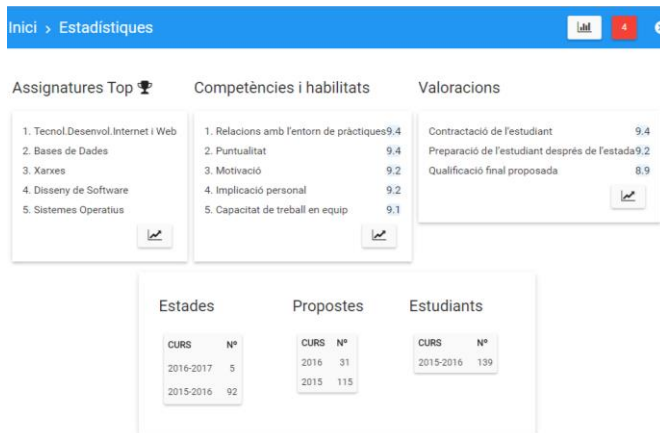 Inici > Estadístiques
4
Assignatures Top
1. Tecnol.Desenvol.Internet i Web
2. Bases de Dades
3. Xarxes
4. Disseny de Software
5. Sistemes Operatius
Competències i habilitats
1. Relacions amb l'entorn de pràctiques 9.4
2. Puntualitat 9.4
3. Motivació 9.2
4. Implicació personal 9.2
5. Capacitat de treball en equip 9.1
Valoracions
Contractació de l'estudiant 9.4
Preparació de l'estudiant després de l'estada 9.2
Qualificació final proposada 8.9
Estades
CURS Nº
2016-2017 5
2015-2016 92
Propostes
CURS Nº
2016 31
2015 115
Estudiants
CURS Nº
2015-2016 139